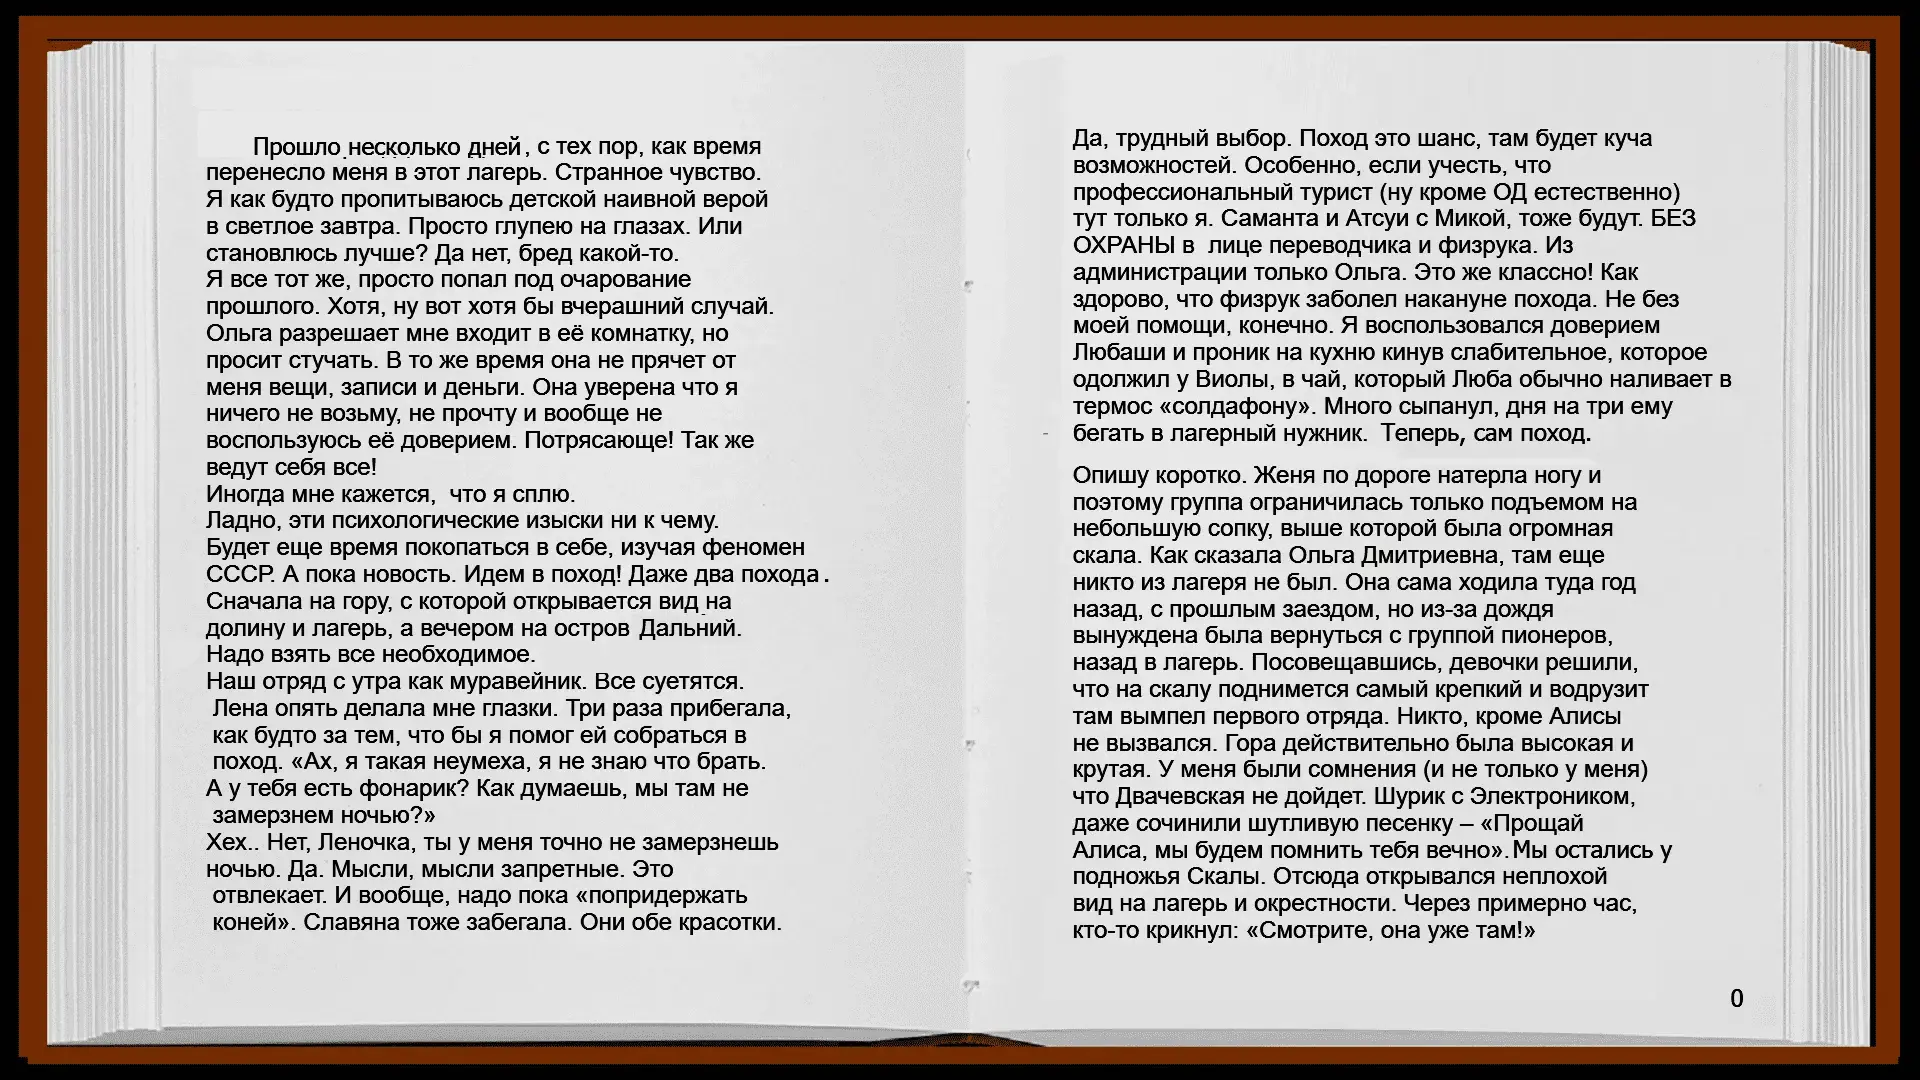 Прошло несколько дней, с тех пор, как время
перенесло меня в этот лагерь. Странное чувство.
Я как будто пропитываюсь детской наивной верой
в светлое завтра. Просто глупею на глазах. Или
становлюсь лучше? Да нет, бред какой-то.
Я все тот же, просто попал под очарование
прошлого. Хотя, ну вот хотя бы вчерашний случай.
Ольга разрешает мне входит в её комнатку, но
просит стучать. В то же время она не прячет от
меня вещи, записи и деньги. Она уверена что я
ничего не возьму, не прочту и вообще не
воспользуюсь её доверием. Потрясающе! Так же
ведут себя все!
Иногда мне кажется, что я сплю.
Ладно, эти психологические изыски ни к чему.
Будет еще время покопаться в себе, изучая феномен
СССР. А пока новость. Идем в поход! Даже два похода.
Сначала на гору, с которой открывается вид на
долину и лагерь, а вечером на остров Дальний.
Надо взять все необходимое.
Наш отряд с утра как муравейник. Все суетятся.
Лена опять делала мне глазки. Три раза прибегала,
как будто за тем, что бы я помог ей собраться в
поход. «Ах, я такая неумеха, я не знаю что брать.
А у тебя есть фонарик? Как думаешь, мы там не
замерзнем ночью?»
Хех.. Нет, Леночка, ты у меня точно не замерзнешь
ночью. Да. Мысли, мысли запретные. Это
отвлекает. И вообще, надо пока «попридержать
коней». Славяна тоже забегала. Они обе красотки.
Да, трудный выбор. Поход это шанс, там будет куча
возможностей. Особенно, если учесть, что
профессиональный турист (ну кроме ОД естественно)
тут только я. Саманта и Атсуи с Микой, тоже будут. БЕЗ
ОХРАНЫ в лице переводчика и физрука. Из
администрации только Ольга. Это же классно! Как
здорово, что физрук заболел накануне похода. Не без
моей помощи, конечно. Я воспользовался доверием
Любаши и проник на кухню кинув слабительное, которое
одолжил у Виолы, в чай, который Люба обычно наливает в
термос «солдафону». Много сыпанул, дня на три ему
бегать в лагерный нужник. Теперь, сам поход.
Опишу коротко. Женя по дороге натерла ногу и
поэтому группа ограничилась только подъемом на
небольшую сопку, выше которой была огромная
скала. Как сказала Ольга Дмитриевна, там еще
никто из лагеря не был. Она сама ходила туда год
назад, с прошлым заездом, но из-за дождя
вынуждена была вернуться с группой пионеров,
назад в лагерь. Посовещавшись, девочки решили,
что на скалу поднимется самый крепкий и водрузит
там вымпел первого отряда. Никто, кроме Алисы
не вызвался. Гора действительно была высокая и
крутая. У меня были сомнения (и не только у меня)
что Двачевская не дойдет. Шурик с Электроником,
даже сочинили шутливую песенку – «Прощай
Алиса, мы будем помнить тебя вечно». Мы остались у
подножья Скалы. Отсюда открывался неплохой
вид на лагерь и окрестности. Через примерно час,
кто-то крикнул: «Смотрите, она уже там!»
0